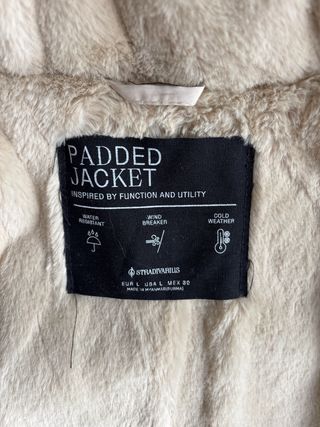 PADDED
JACKET
INSPIRED BY FUNCTION AND UTILITY
WATER WIND COLD
RESISTANT BREAKER WEATHER
STRADIVARIUS
EUR L USA L MEX 30
MADE IN MYANMAR(BURMA)